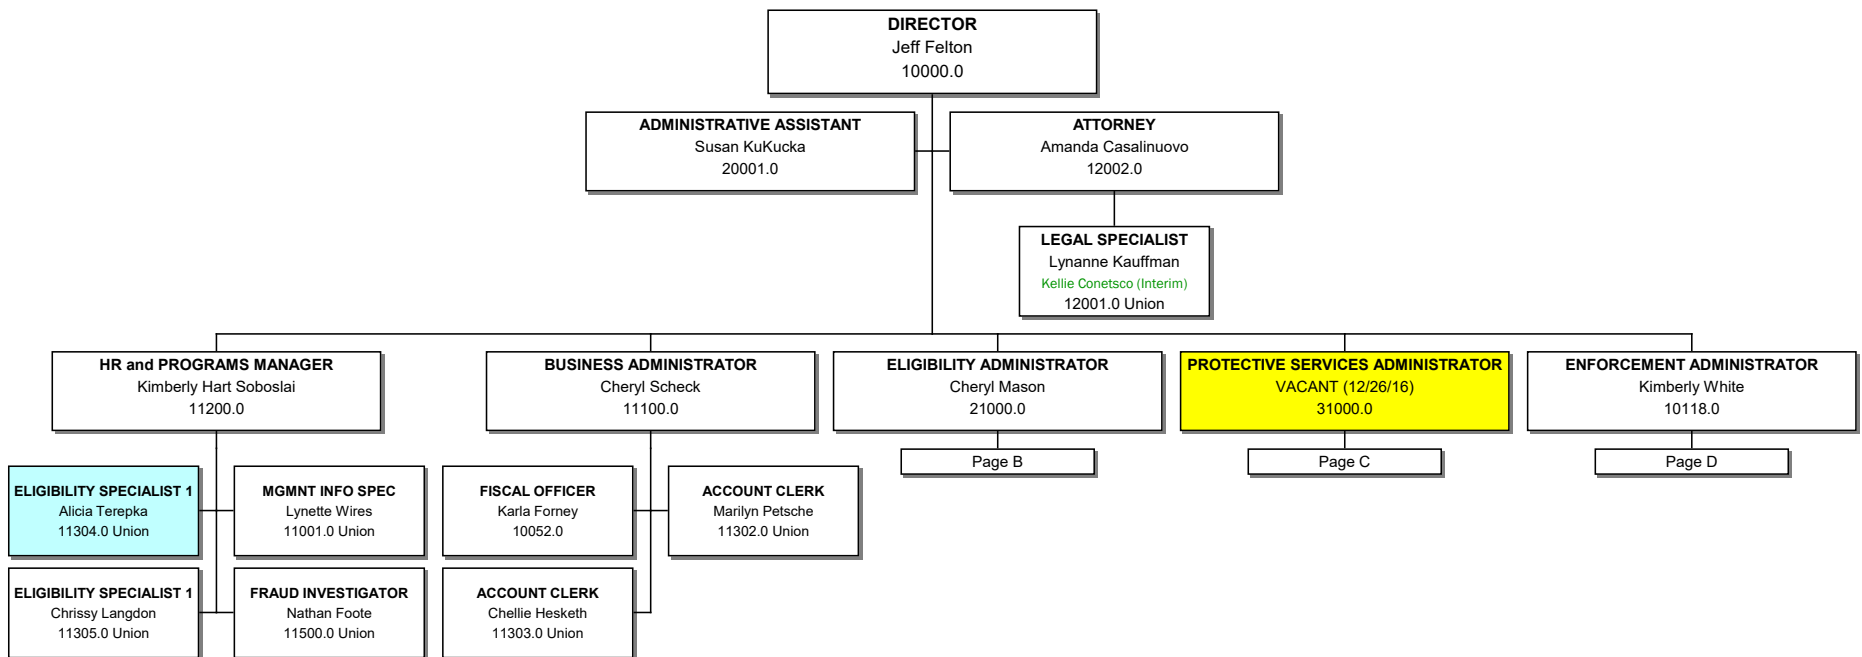 DIRECTOR
Jeff Felton
10000.0
ADMINISTRATIVE ASSISTANT
Susan KuKucka
20001.0
ATTORNEY
Amanda Casalinuovo
12002.0
LEGAL SPECIALIST
Lynanne Kauffman
Kellie Conetsco (Interim)
12001.0 Union
HR and PROGRAMS MANAGER
Kimberly Hart Soboslai
11200.0
BUSINESS ADMINISTRATOR
Cheryl Scheck
11100.0
ELIGIBILITY ADMINISTRATOR
Cheryl Mason
21000.0
PROTECTIVE SERVICES ADMINISTRATOR
VACANT (12/26/16)
31000.0
ENFORCEMENT ADMINISTRATOR
Kimberly White
10118.0
Page B
Page C
Page D
ELIGIBILITY SPECIALIST 1
Alicia Terepka
11304.0 Union
MGMNT INFO SPEC
Lynette Wires
11001.0 Union
FISCAL OFFICER
Karla Forney
10052.0
ACCOUNT CLERK
Marilyn Petsche
11302.0 Union
ELIGIBILITY SPECIALIST 1
Chrissy Langdon
11305.0 Union
FRAUD INVESTIGATOR
Nathan Foote
11500.0 Union
ACCOUNT CLERK
Chellie Hesketh
11303.0 Union